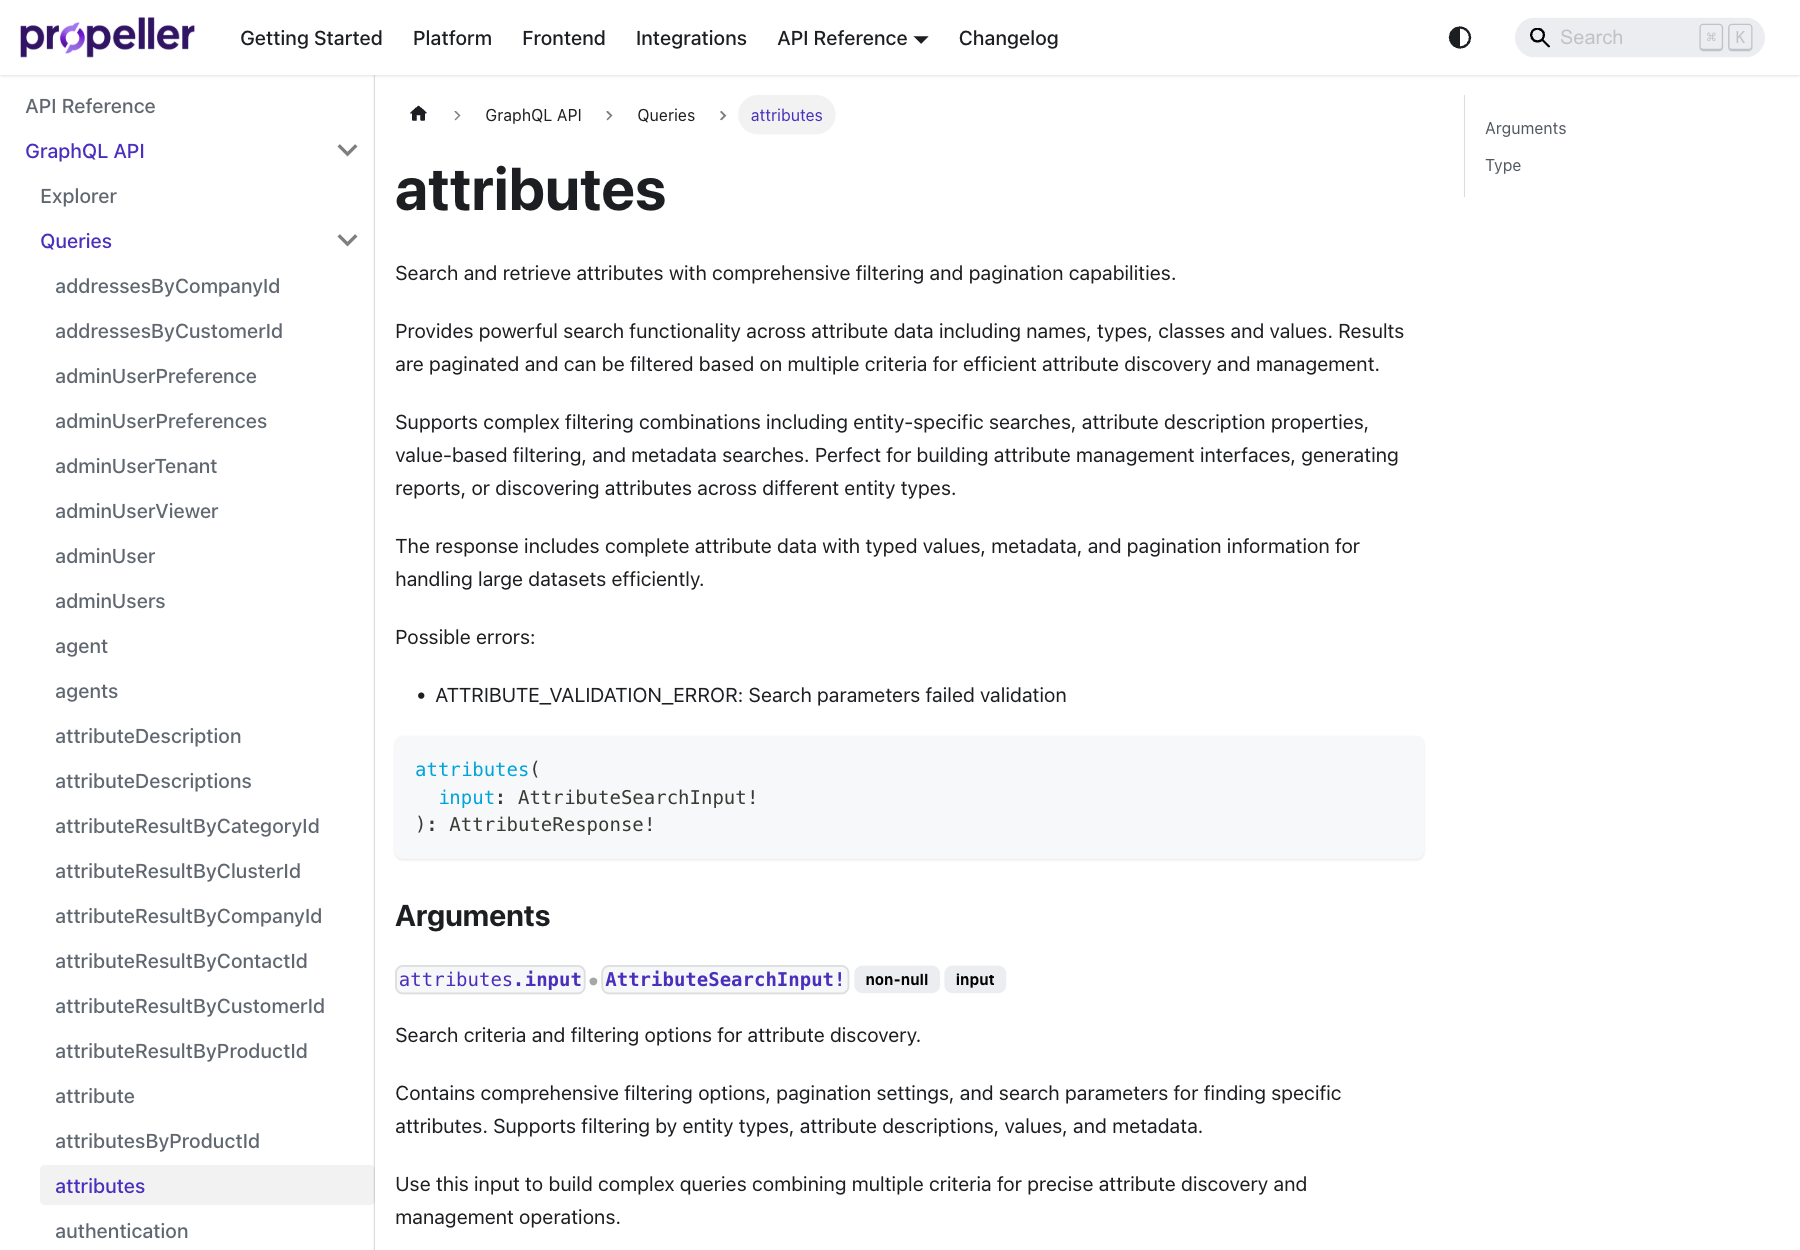 propeller
Getting Started
Platform
Frontend
Integrations
API Reference
Changelog
Search
⌘ K
API Reference
GraphQL API
Explorer
Queries
addressesByCompanyId
addressesByCustomerId
adminUserPreference
adminUserPreferences
adminUserTenant
adminUserViewer
adminUser
adminUsers
agent
agents
attributeDescription
attributeDescriptions
attributeResultByCategoryId
attributeResultByClusterId
attributeResultByCompanyId
attributeResultByContactId
attributeResultByCustomerId
attributeResultByProductId
attribute
attributesByProductId
attributes
authentication
GraphQL API
Queries
attributes
attributes
Search and retrieve attributes with comprehensive filtering and pagination capabilities.
Provides powerful search functionality across attribute data including names, types, classes and values. Results
are paginated and can be filtered based on multiple criteria for efficient attribute discovery and management.
Supports complex filtering combinations including entity-specific searches, attribute description properties,
value-based filtering, and metadata searches. Perfect for building attribute management interfaces, generating
reports, or discovering attributes across different entity types.
The response includes complete attribute data with typed values, metadata, and pagination information for
handling large datasets efficiently.
Possible errors:
• ATTRIBUTE_VALIDATION_ERROR: Search parameters failed validation
attributes(
  input: AttributeSearchInput!
): AttributeResponse!
Arguments
attributes.input ● AttributeSearchInput! non-null input
Search criteria and filtering options for attribute discovery.
Contains comprehensive filtering options, pagination settings, and search parameters for finding specific
attributes. Supports filtering by entity types, attribute descriptions, values, and metadata.
Use this input to build complex queries combining multiple criteria for precise attribute discovery and
management operations.
Arguments
Type